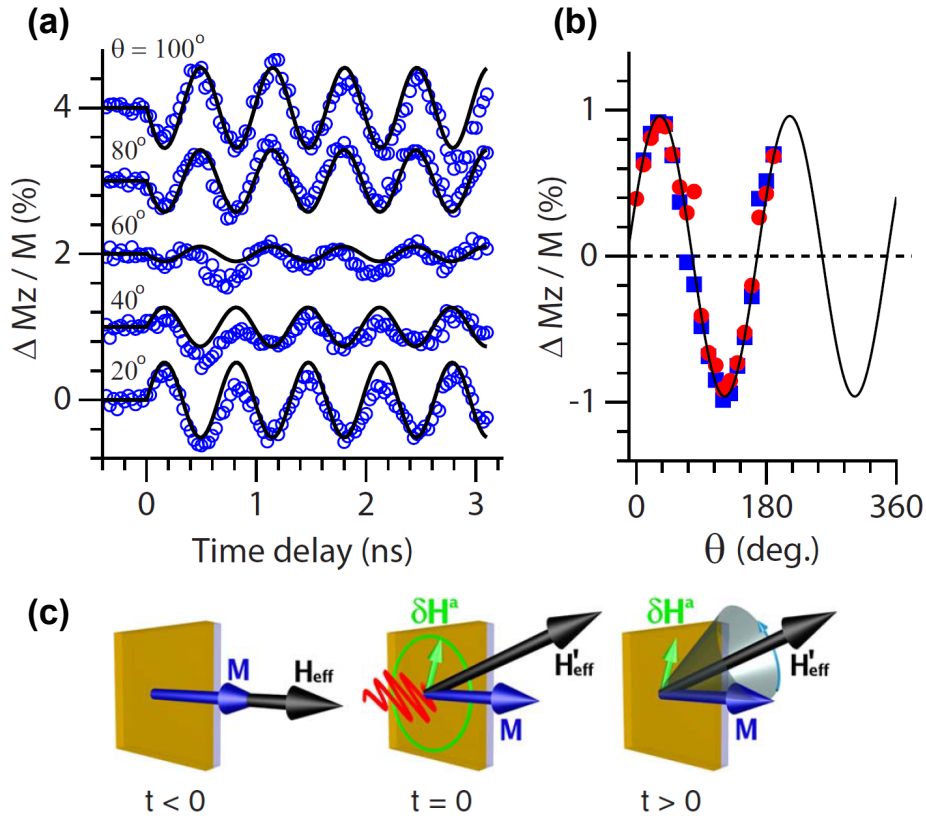 (a)
θ = 100°
80°
60°
40°
20°
4
2
0
Δ Mz / M (%)
0 1 2 3
Time delay (ns)
(b)
1
0
-1
Δ Mz / M (%)
0 180 360
θ (deg.)
(c)
M
Heff
t < 0
δHᵃ
H'eff
M
t = 0
δHᵃ
H'eff
M
t > 0